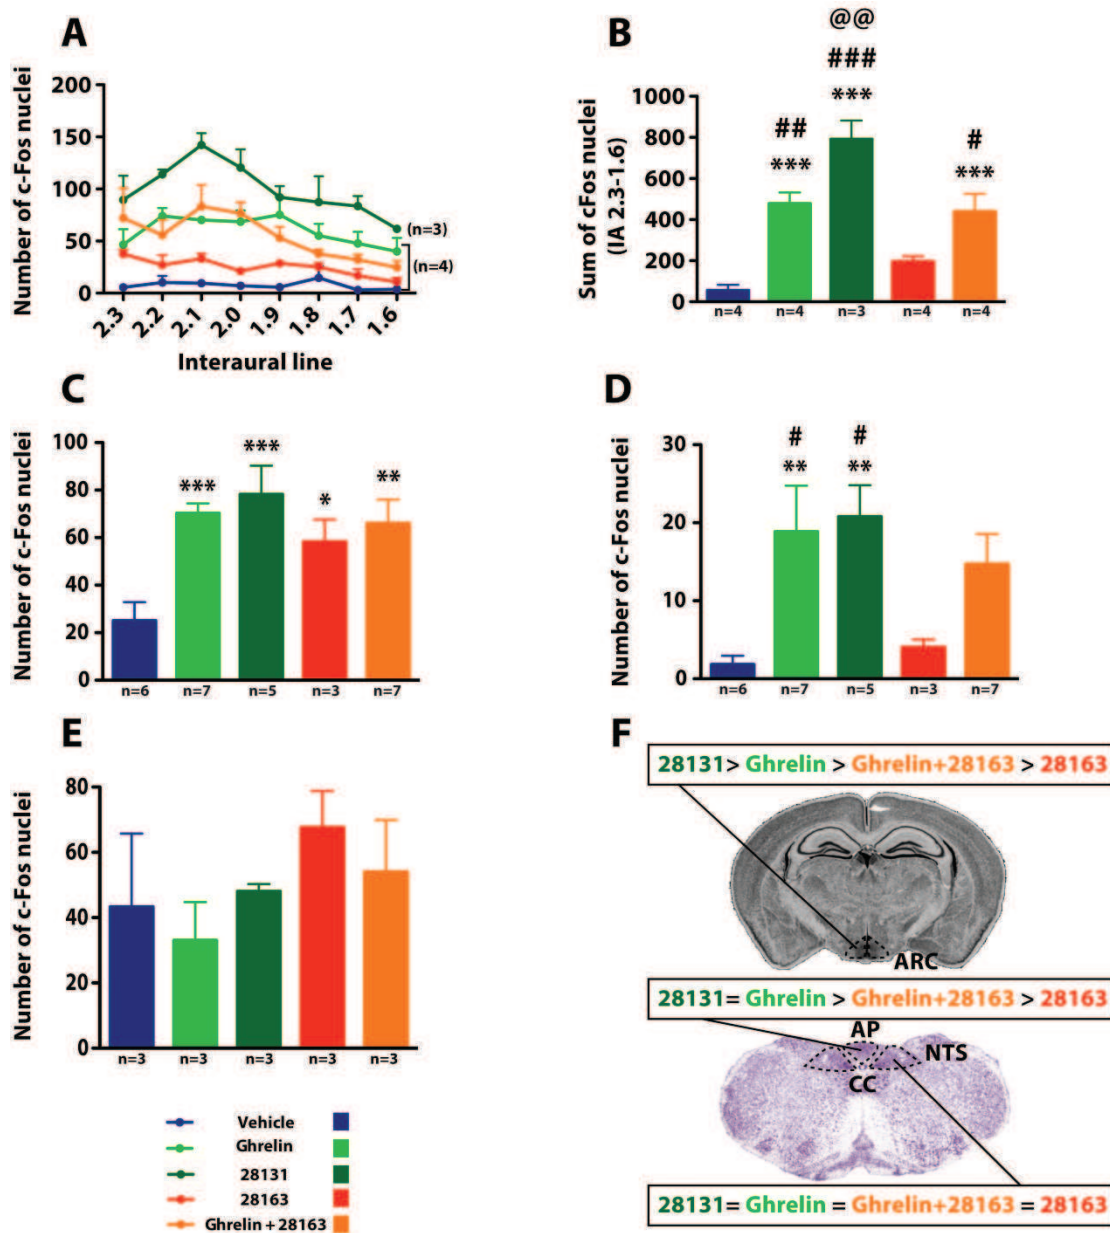 A
Number of c-Fos nuclei
200
150
100
50
0
2.3 2.2 2.1 2.0 1.9 1.8 1.7 1.6
Interaural line
(n=3)
(n=4)
B
Sum of cFos nuclei
(IA 2.3-1.6)
1000
800
600
400
200
0
@@
## ### #
*** *** ***
n=4 n=4 n=3 n=4 n=4
C
Number of c-Fos nuclei
100
80
60
40
20
0
*** *** * **
n=6 n=7 n=5 n=3 n=7
D
Number of c-Fos nuclei
30
20
10
0
# #
** **
n=6 n=7 n=5 n=3 n=7
E
Number of c-Fos nuclei
80
60
40
20
0
n=3 n=3 n=3 n=3 n=3
Vehicle
Ghrelin
28131
28163
Ghrelin + 28163
F
28131> Ghrelin > Ghrelin+28163 > 28163
ARC
28131= Ghrelin > Ghrelin+28163 > 28163
AP
NTS
CC
28131= Ghrelin = Ghrelin+28163 = 28163